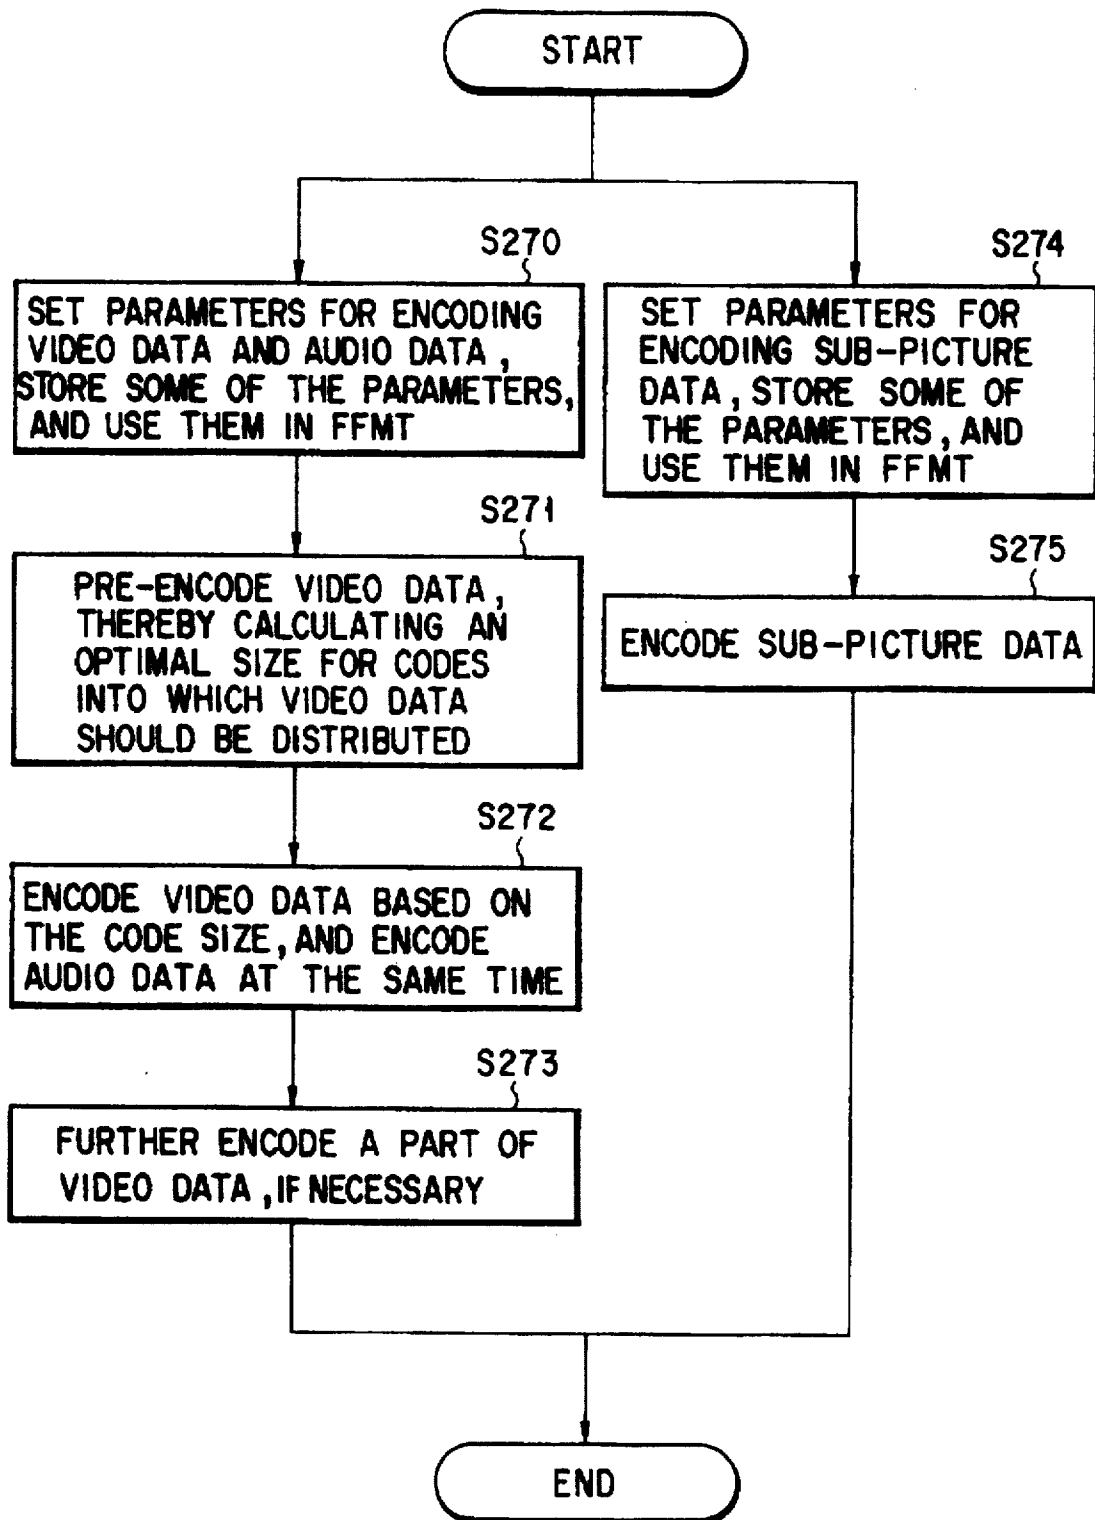 START
S270
SET PARAMETERS FOR ENCODING
VIDEO DATA AND AUDIO DATA,
STORE SOME OF THE PARAMETERS,
AND USE THEM IN FFMT
S271
PRE-ENCODE VIDEO DATA,
THEREBY CALCULATING AN
OPTIMAL SIZE FOR CODES
INTO WHICH VIDEO DATA
SHOULD BE DISTRIBUTED
S272
ENCODE VIDEO DATA BASED ON
THE CODE SIZE, AND ENCODE
AUDIO DATA AT THE SAME TIME
S273
FURTHER ENCODE A PART OF
VIDEO DATA, IF NECESSARY
S274
SET PARAMETERS FOR
ENCODING SUB-PICTURE
DATA, STORE SOME OF
THE PARAMETERS, AND
USE THEM IN FFMT
S275
ENCODE SUB-PICTURE DATA
END